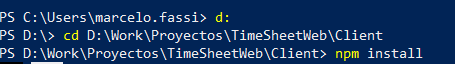 PS C:\Users\marcelo.fassi> d:
PS D:\> cd D:\Work\Proyectos\TimeSheetWeb\Client
PS D:\Work\Proyectos\TimeSheetWeb\Client> npm install